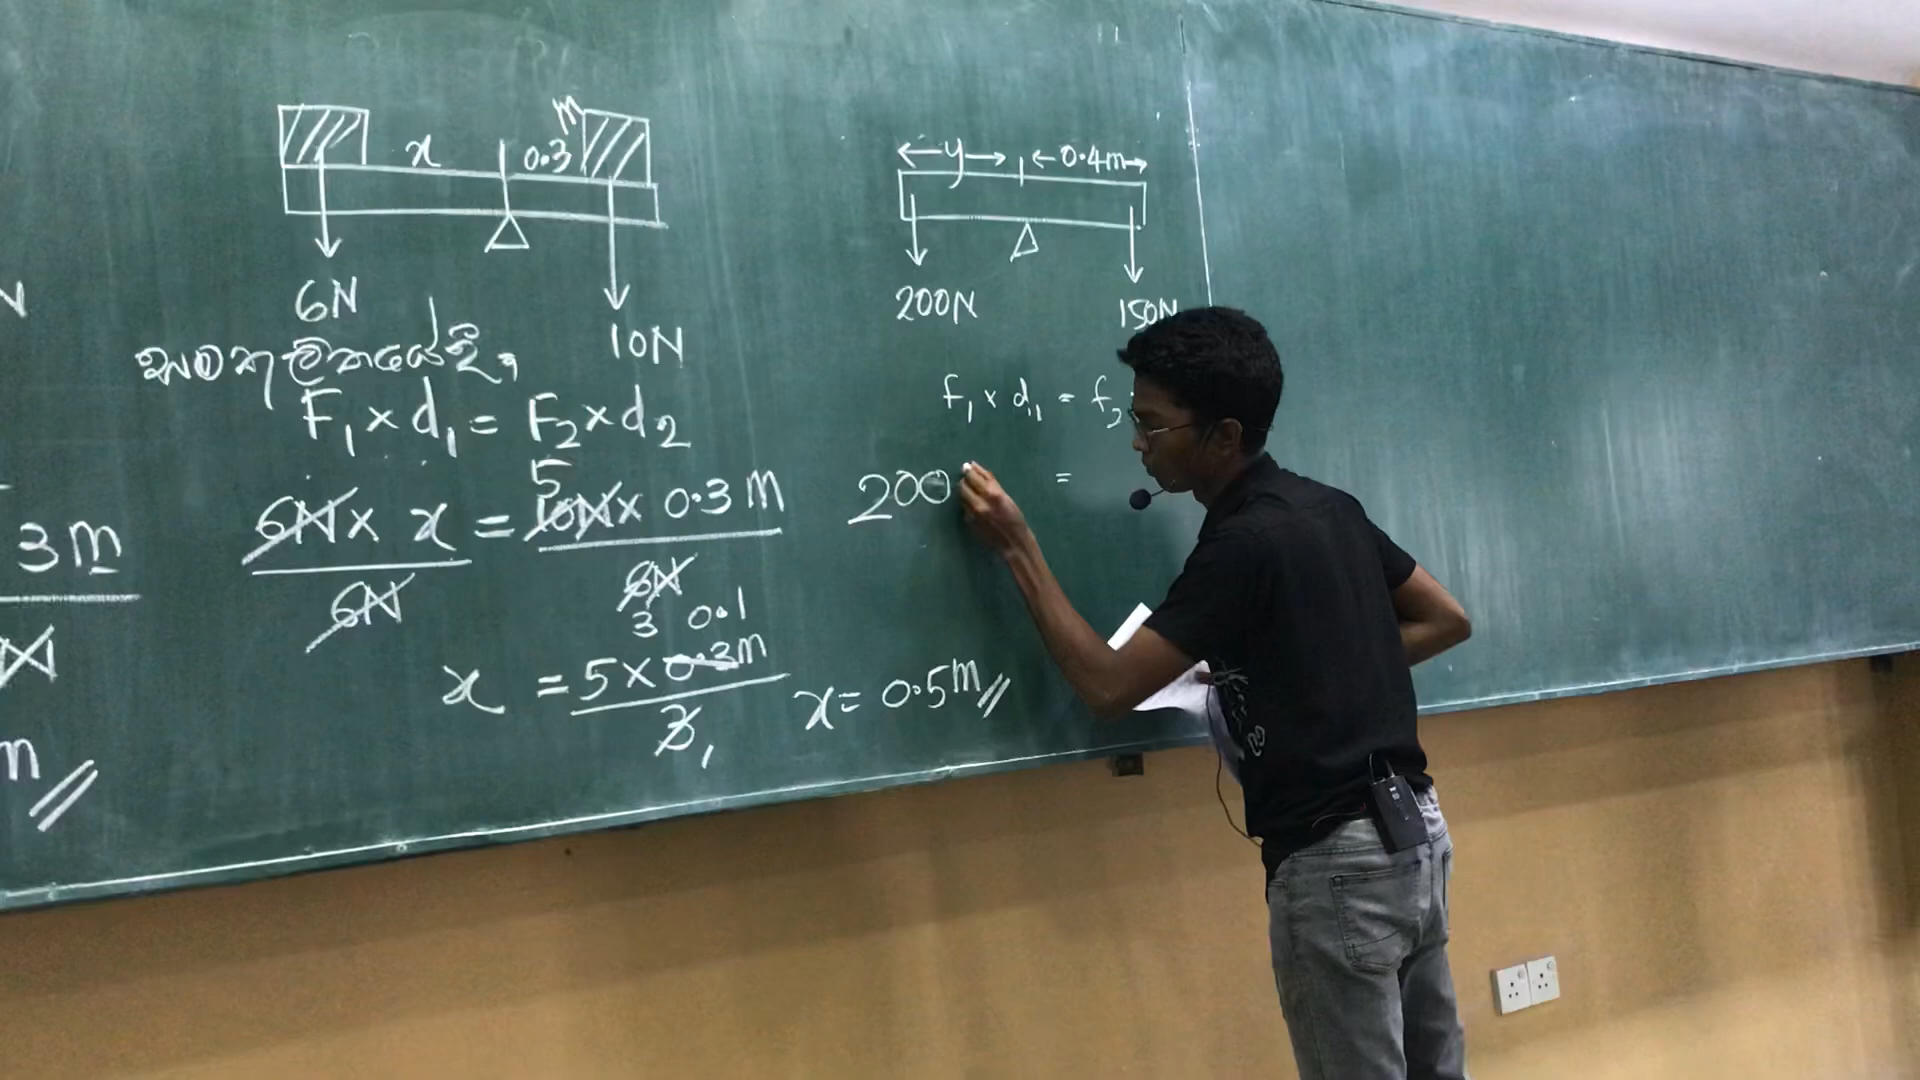 N
3m
N
m //
x 0.3 m
6N
10N
සමතුලිතයේදී,
F₁ × d₁ = F₂ × d₂
5
6N × x = 10N × 0.3 m
6N 6N
3 0.1
x = 5 × 0.3m
3 1
x = 0.5m //
y 0.4m
200N 150N
f₁ × d₁ = f₂
200 =